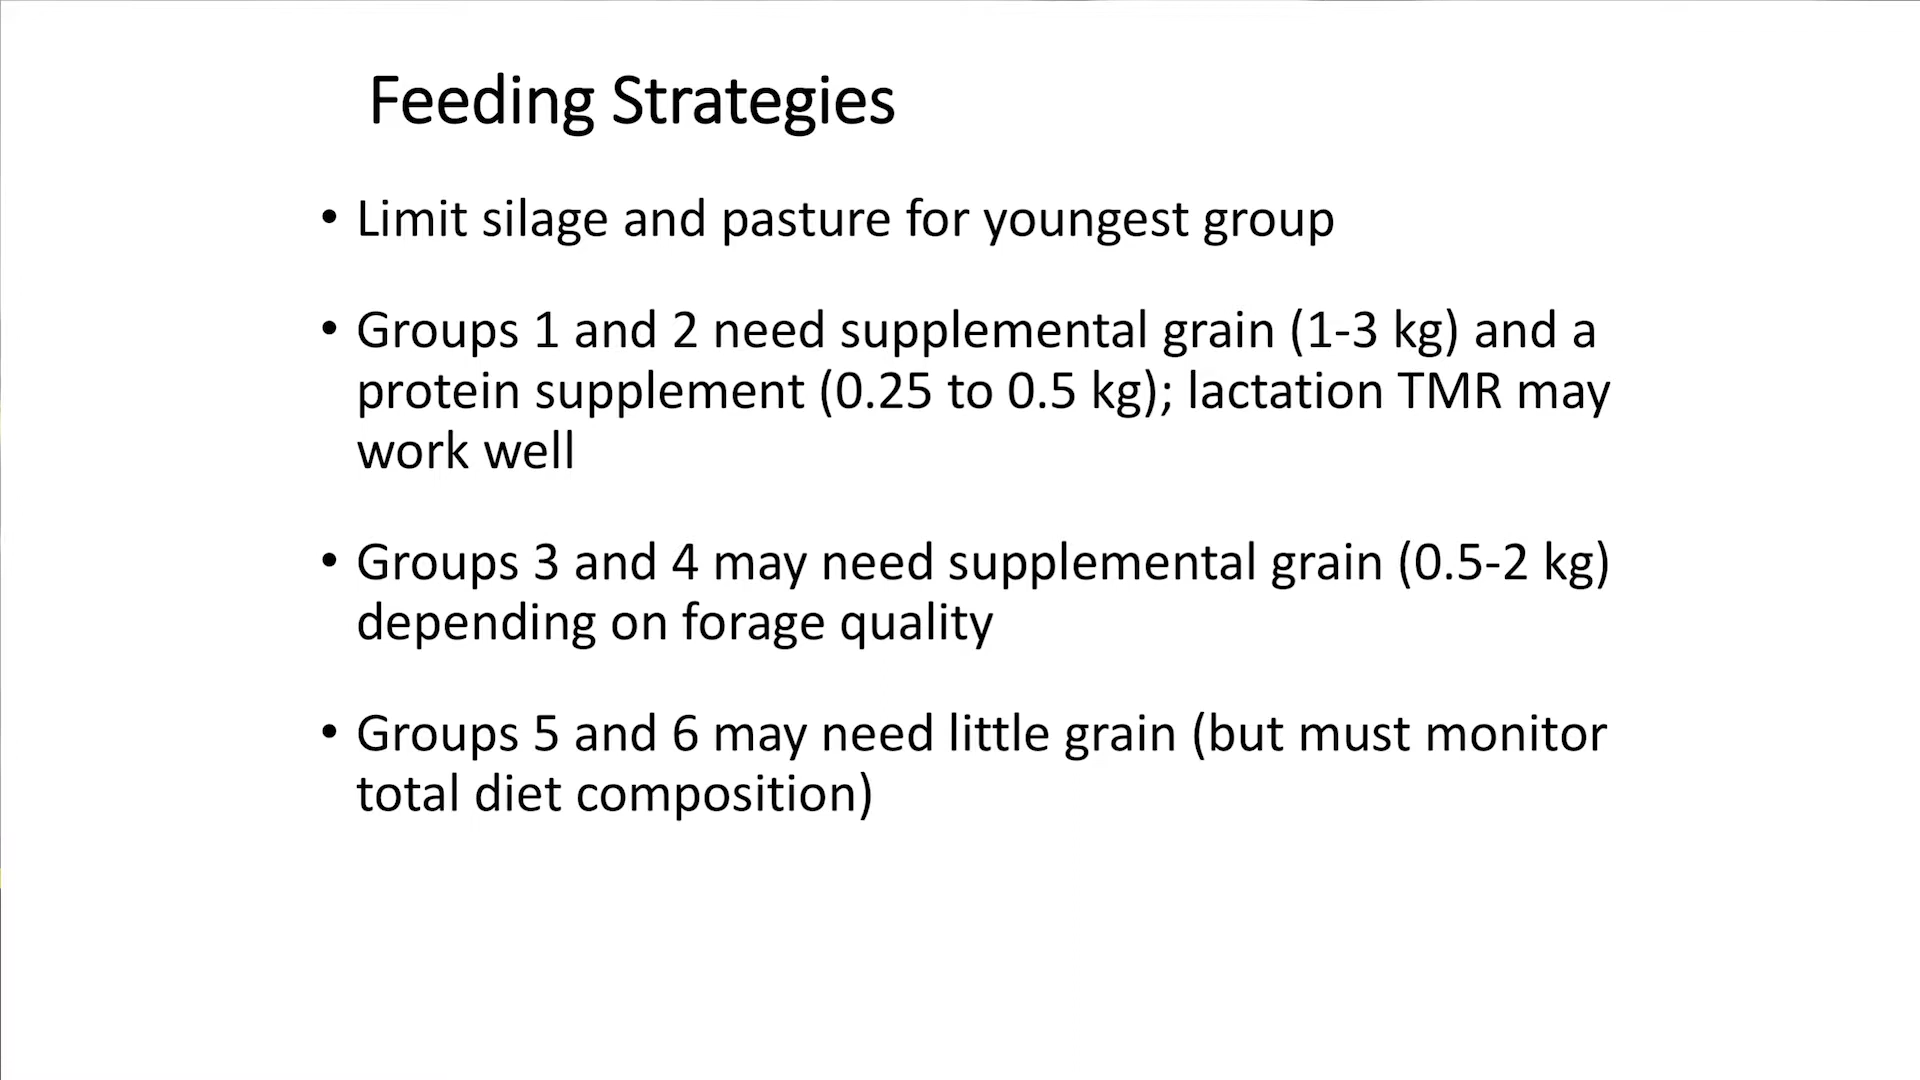 Feeding Strategies
• Limit silage and pasture for youngest group
• Groups 1 and 2 need supplemental grain (1-3 kg) and a
protein supplement (0.25 to 0.5 kg); lactation TMR may
work well
• Groups 3 and 4 may need supplemental grain (0.5-2 kg)
depending on forage quality
• Groups 5 and 6 may need little grain (but must monitor
total diet composition)